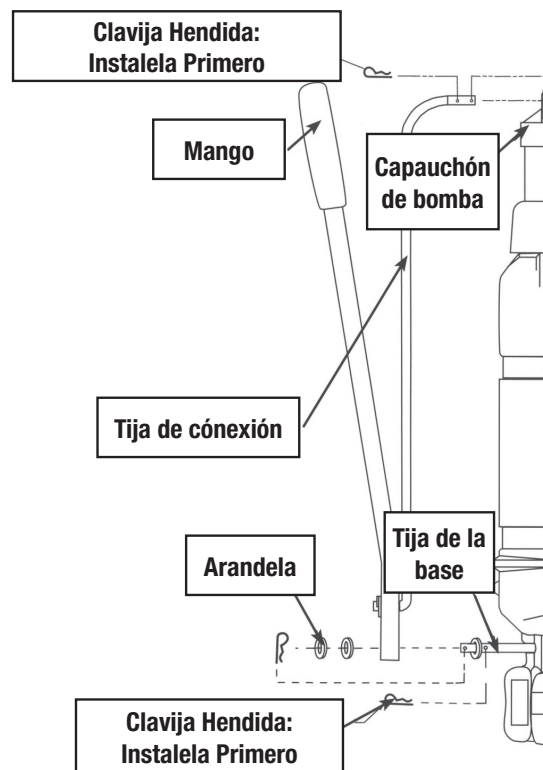 Clavija Hendida:
Instalela Primero
Mango
Capauchón
de bomba
Tija de cónexión
Tija de la
base
Arandela
Clavija Hendida:
Instalela Primero